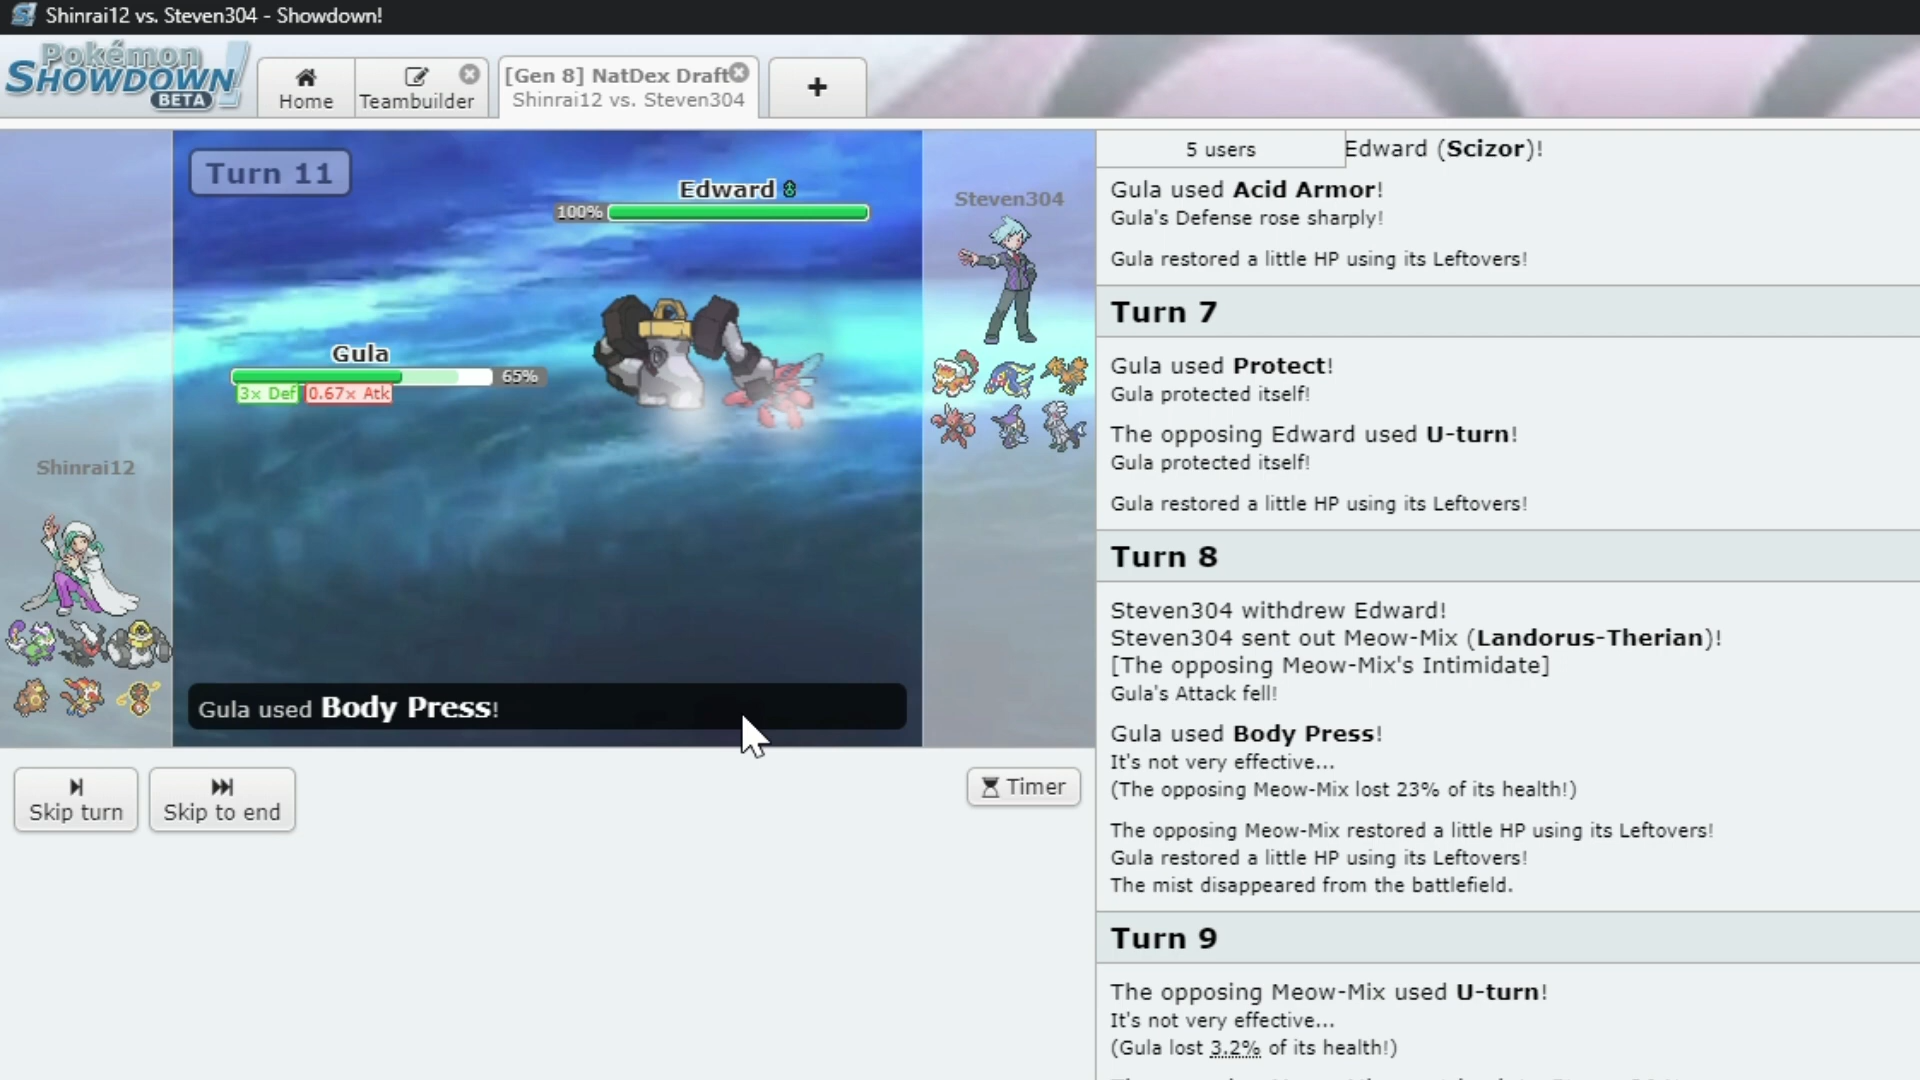 Shinrai12 vs. Steven304 - Showdown!
Pokémon
SHOWDOWN!
BETA
Home
Teambuilder
[Gen 8] NatDex Draft
Shinrai12 vs. Steven304
+
Turn 11
Edward
100%
Steven304
Gula
65%
3x Def 0.67x Atk
Shinrai12
Gula used Body Press!
Skip turn
Skip to end
Timer
5 users
Edward (Scizor)!
Gula used Acid Armor!
Gula's Defense rose sharply!
Gula restored a little HP using its Leftovers!
Turn 7
Gula used Protect!
Gula protected itself!
The opposing Edward used U-turn!
Gula protected itself!
Gula restored a little HP using its Leftovers!
Turn 8
Steven304 withdrew Edward!
Steven304 sent out Meow-Mix (Landorus-Therian)!
[The opposing Meow-Mix's Intimidate]
Gula's Attack fell!
Gula used Body Press!
It's not very effective...
(The opposing Meow-Mix lost 23% of its health!)
The opposing Meow-Mix restored a little HP using its Leftovers!
Gula restored a little HP using its Leftovers!
The mist disappeared from the battlefield.
Turn 9
The opposing Meow-Mix used U-turn!
It's not very effective...
(Gula lost 3.2% of its health!)